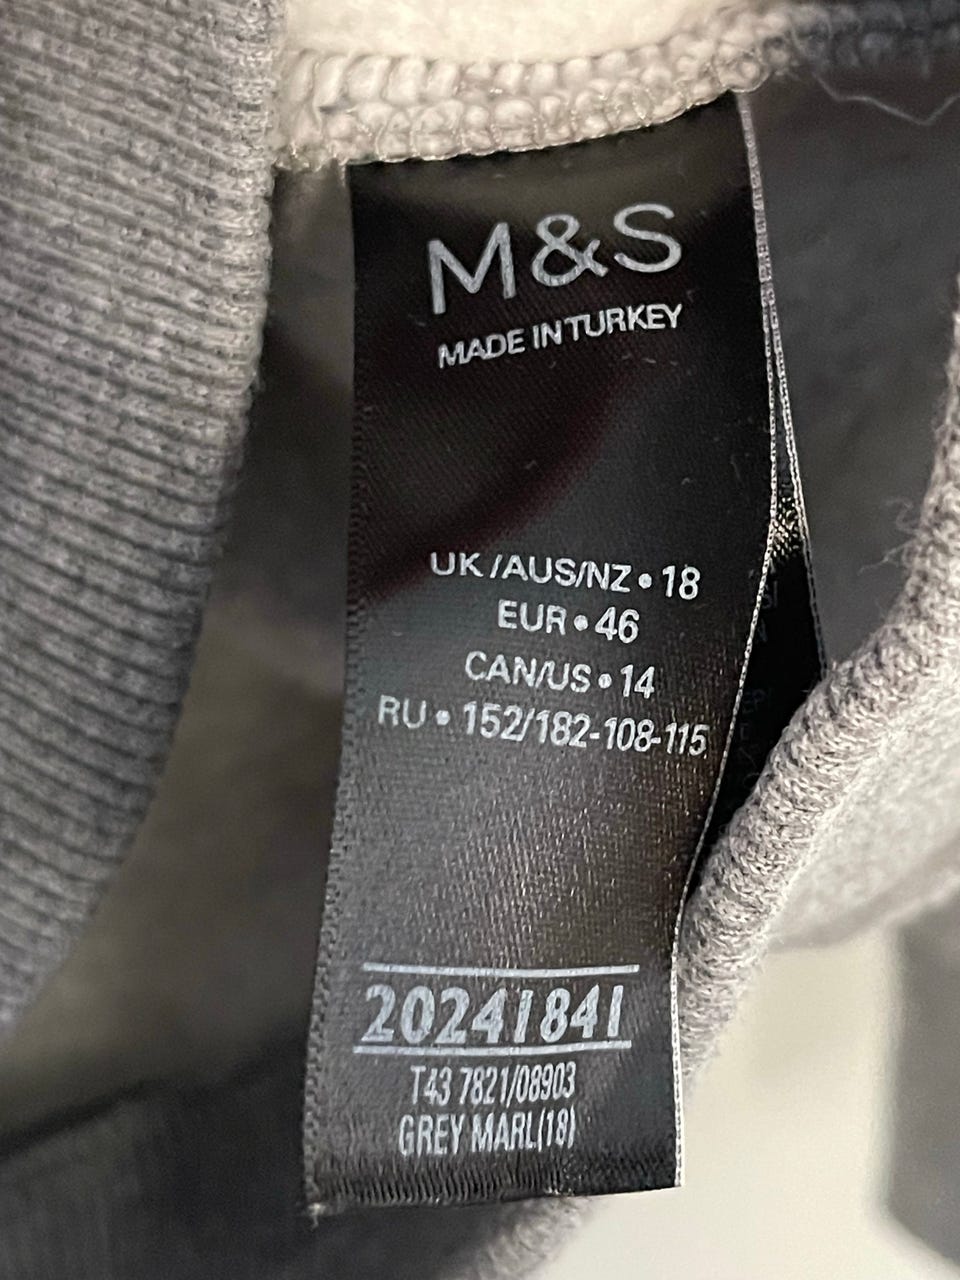 M&S
MADE IN TURKEY
UK/AUS/NZ • 18
EUR • 46
CAN/US • 14
RU • 152/182-108-115
20241841
T43 7821/08903
GREY MARL(18)